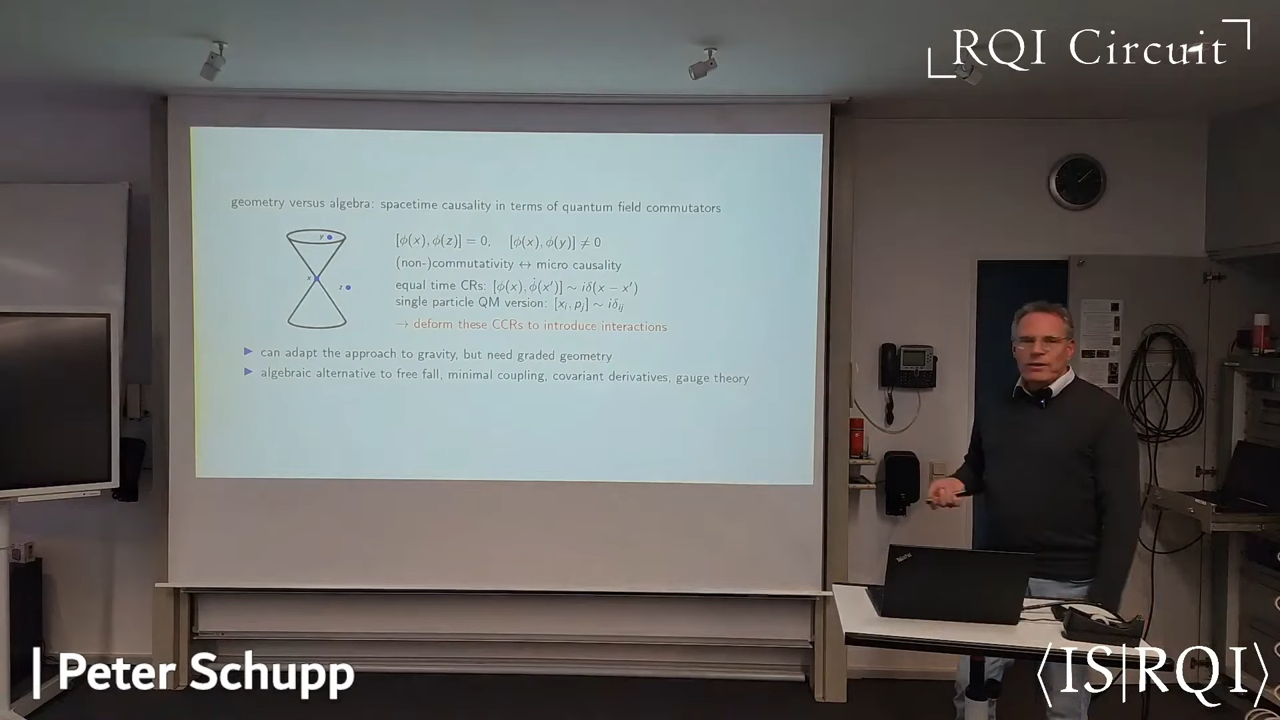 RQI Circuit
geometry versus algebra: spacetime causality in terms of quantum field commutators
y
x
z
[ϕ(x), ϕ(z)] = 0, [ϕ(x), ϕ(y)] ≠ 0
(non-)commutativity ↔ micro causality
equal time CRs: [ϕ(x), ϕ̇(x′)] ∼ iδ(x − x′)
single particle QM version: [xᵢ, pⱼ] ∼ iδᵢⱼ
→ deform these CCRs to introduce interactions
▶ can adapt the approach to gravity, but need graded geometry
▶ algebraic alternative to free fall, minimal coupling, covariant derivatives, gauge theory
ThinkPad
| Peter Schupp
⟨IS|RQI⟩